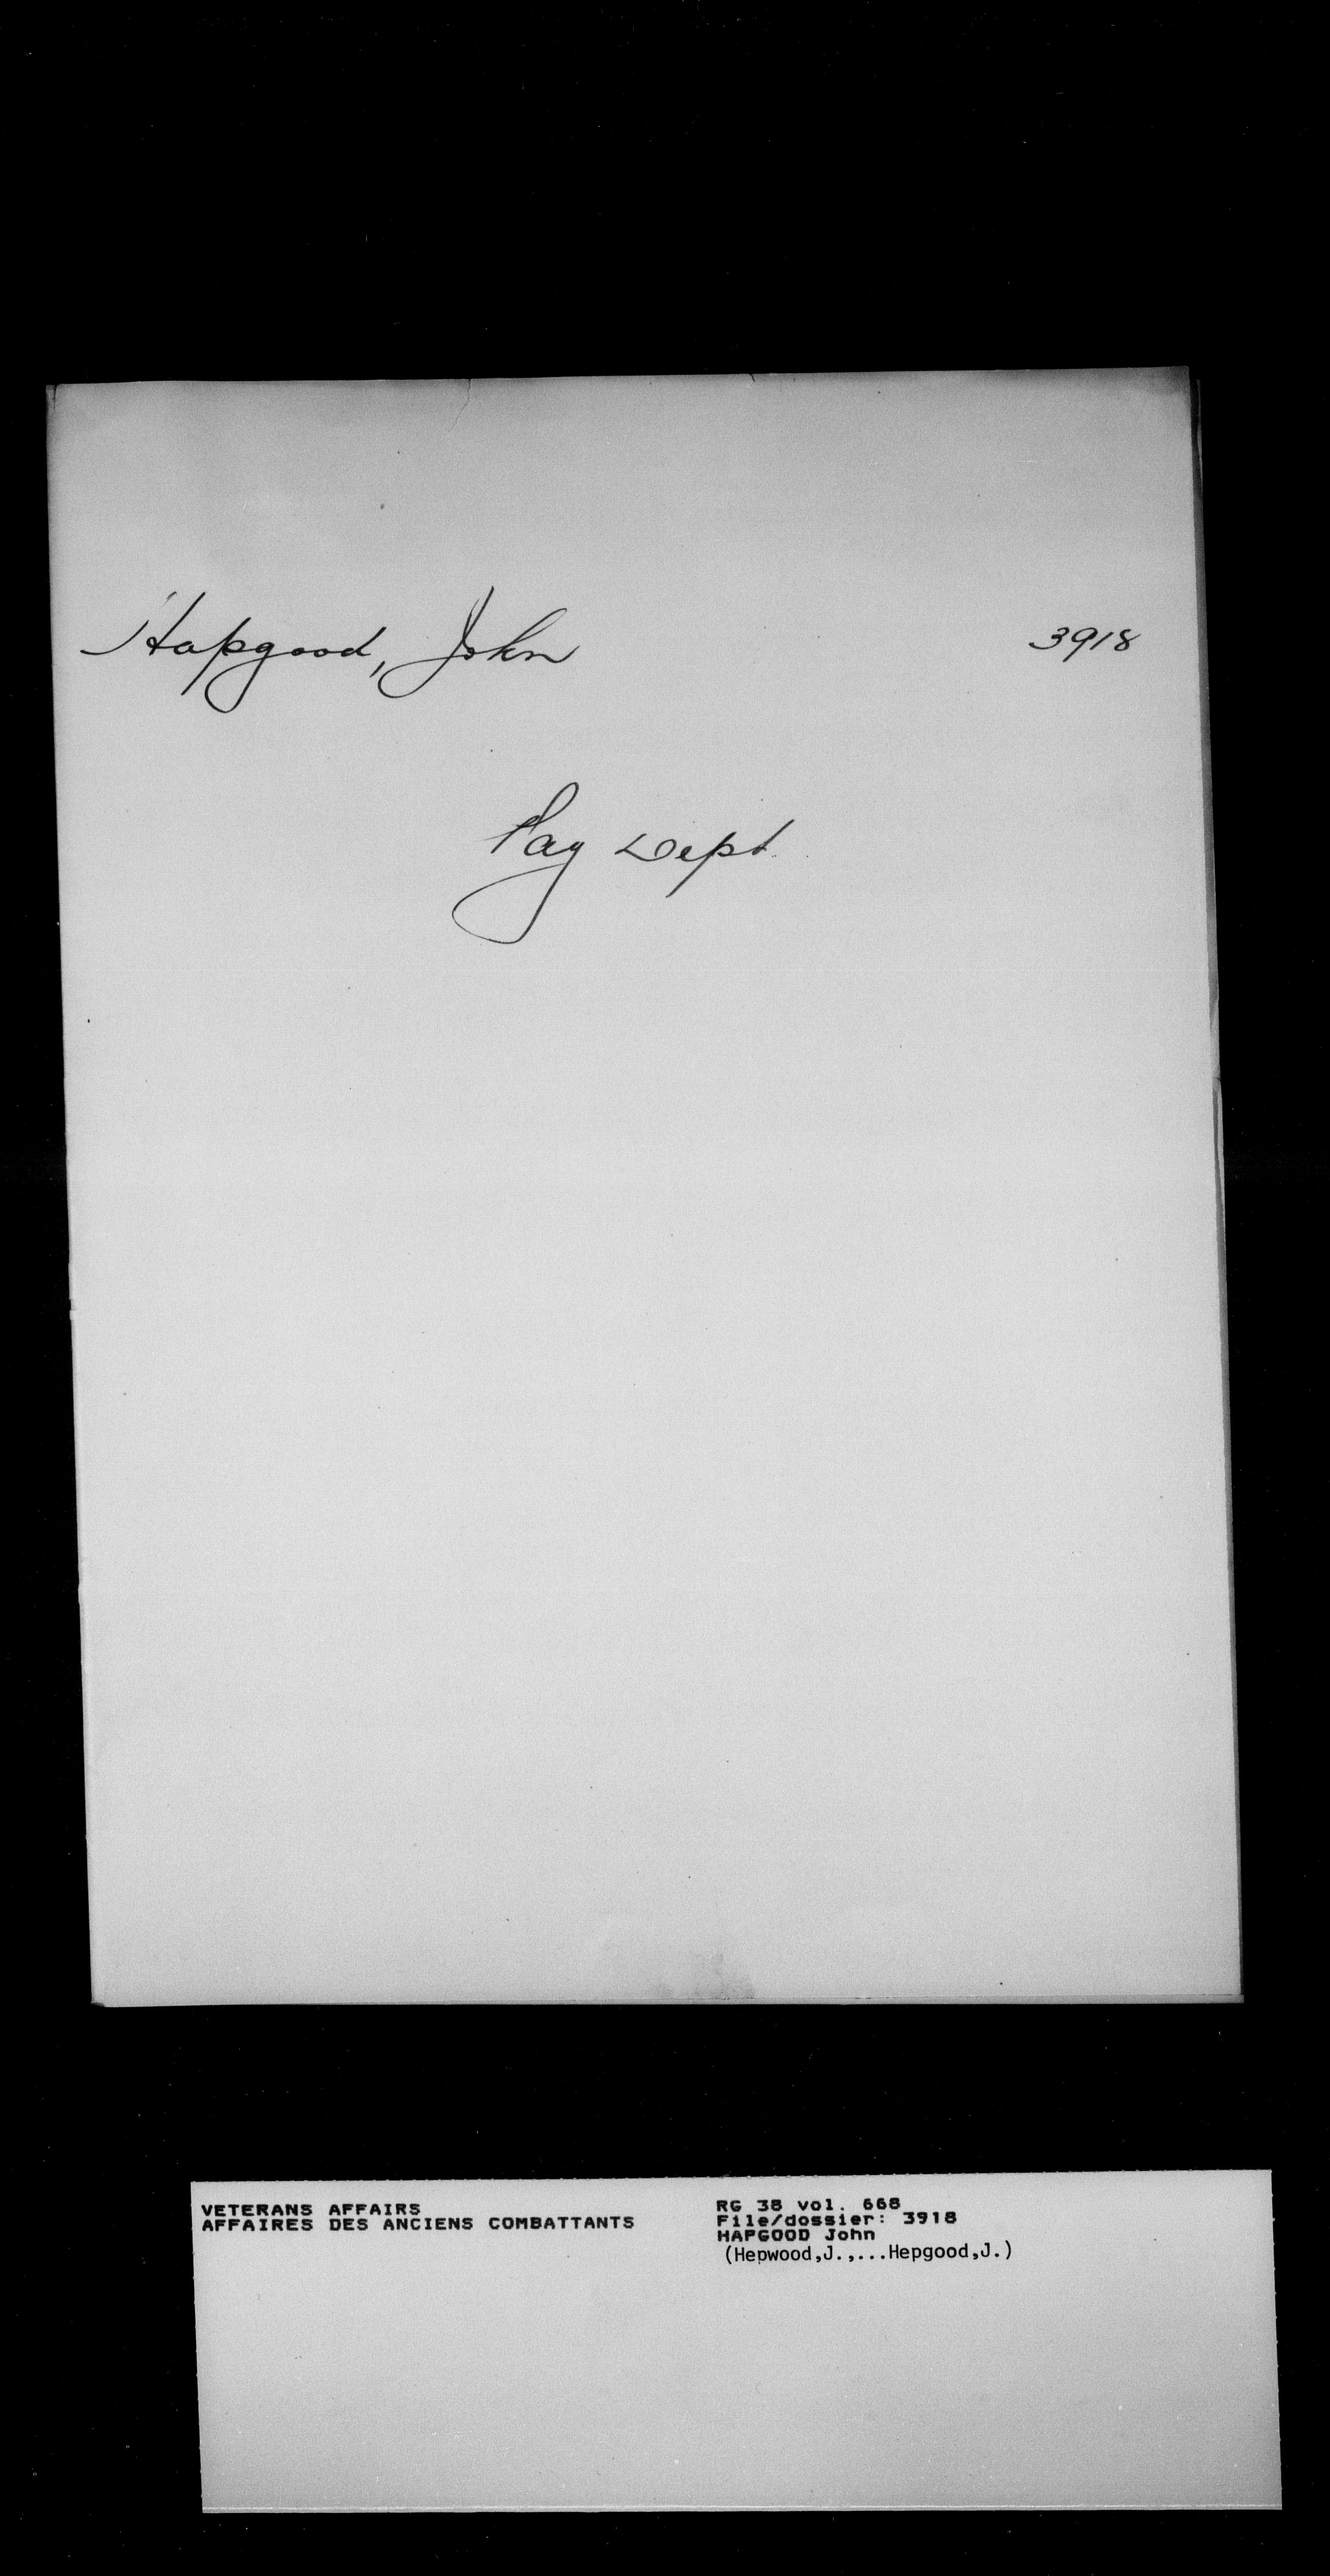 Hapgood, John 3918
Pay Dept.
VETERANS AFFAIRS
AFFAIRES DES ANCIENS COMBATTANTS
RG 38 vol. 668
File/dossier: 3918
HAPGOOD John
(Hepwood,J.,...Hepgood,J.)